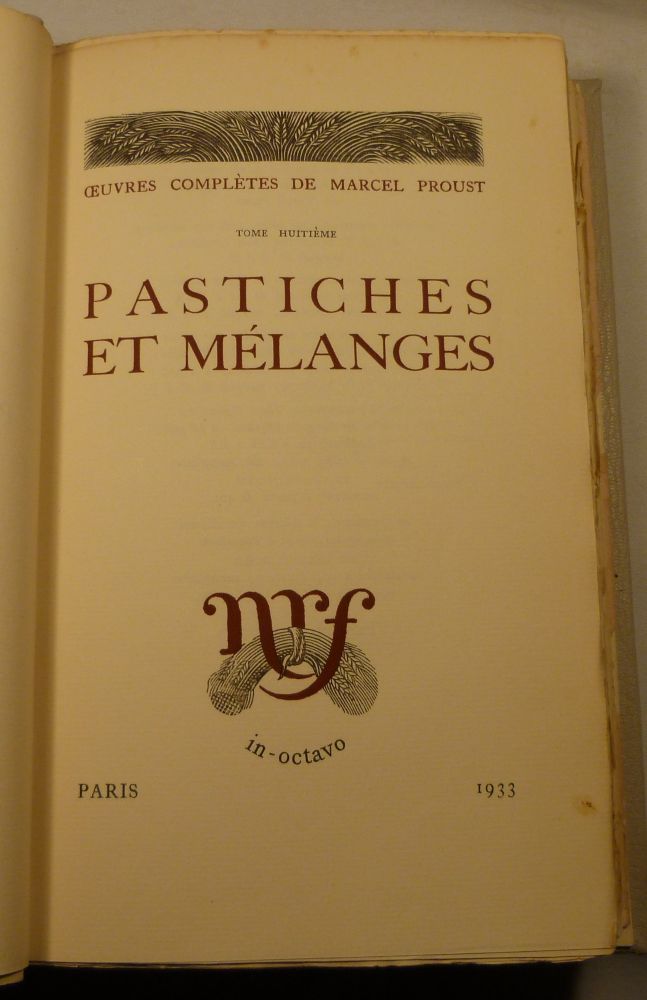 ŒUVRES COMPLÈTES DE MARCEL PROUST
TOME HUITIÈME
PASTICHES
ET MÉLANGES
nrf
in-octavo
PARIS 1933